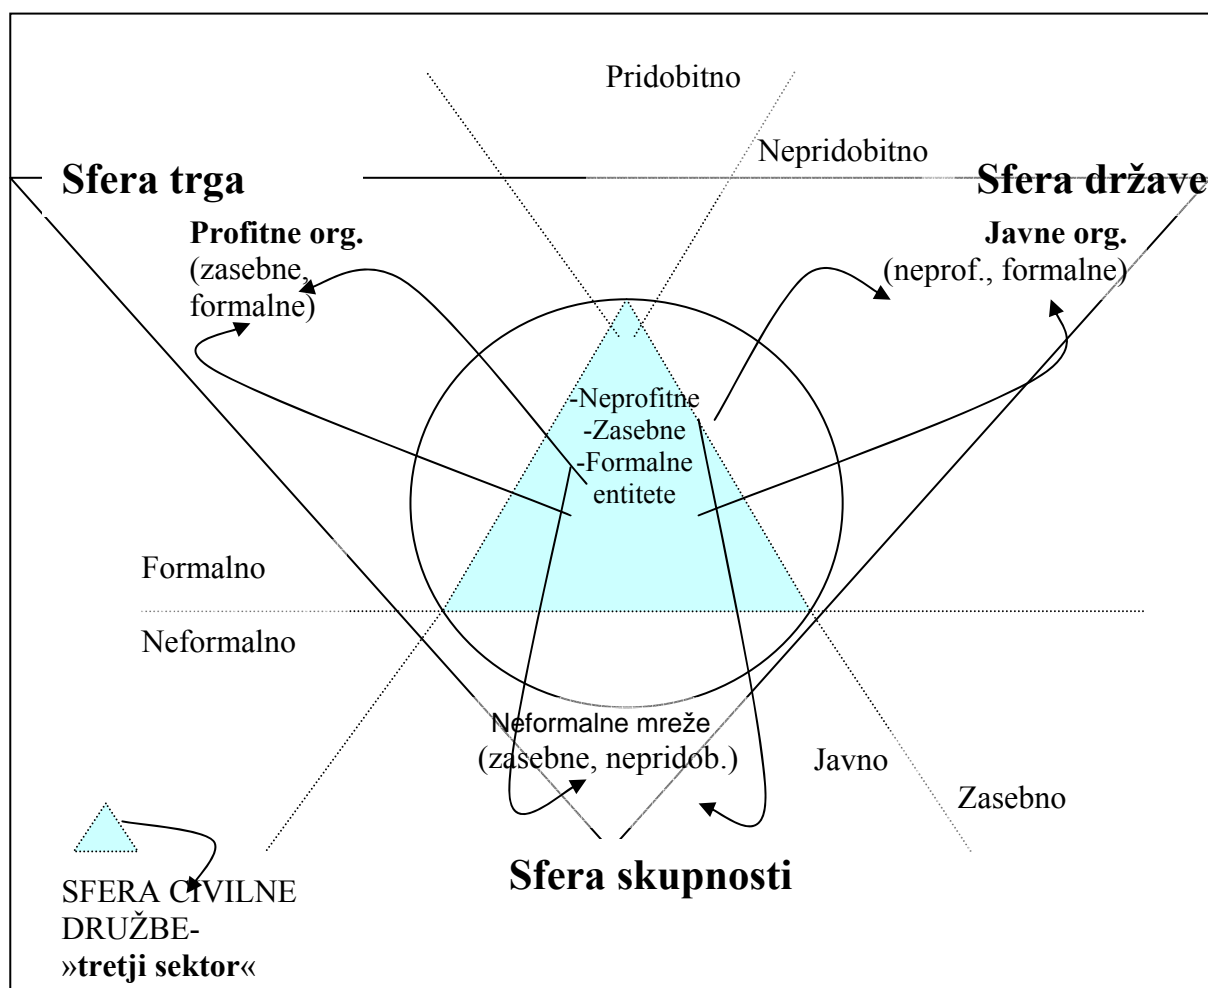 Pridobitno
Nepridobitno
Sfera trga
Sfera države
Profitne org.
(zasebne,
formalne)
Javne org.
(neprof., formalne)
-Neprofitne
-Zasebne
-Formalne
entitete
Formalno
Neformalno
Neformalne mreže
(zasebne, nepridob.)
Javno
Zasebno
Sfera skupnosti
SFERA CIVILNE
DRUŽBE-
»tretji sektor«